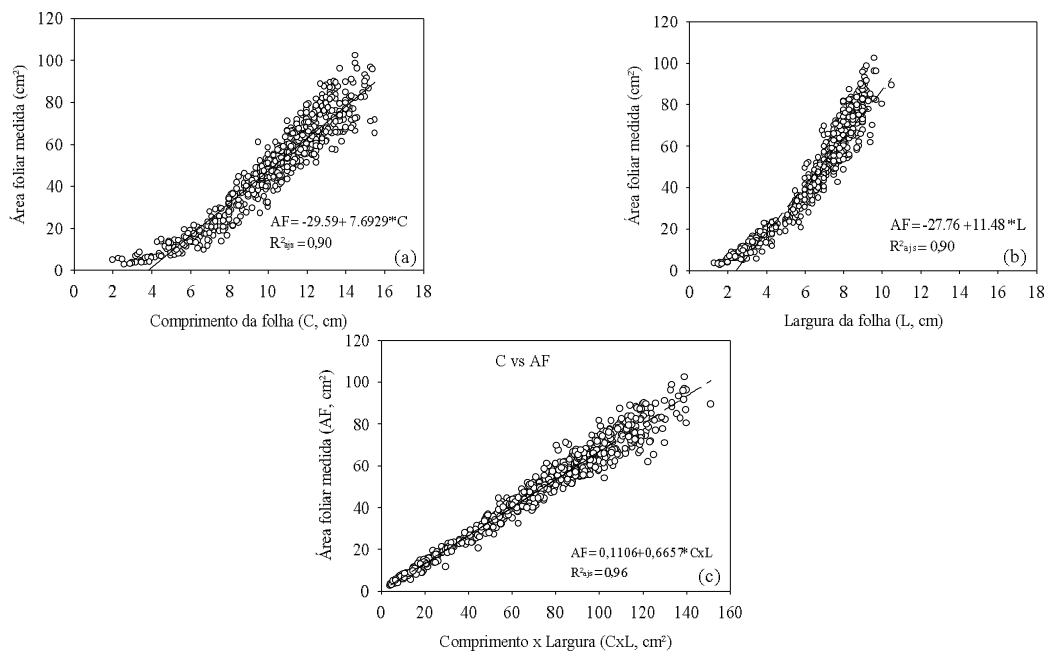 Área foliar medida (cm²)
120
100
80
60
40
20
0
AF= -29.59+ 7.6929** C
R²ajs = 0,90
(a)
0 2 4 6 8 10 12 14 16 18
Comprimento da folha (C, cm)
Área foliar medida (cm²)
120
100
80
60
40
20
0
AF= -27.76 +11.48 ** L
R²ajs = 0,90
(b)
0 2 4 6 8 10 12 14 16 18
Largura da folha (L, cm)
Área foliar medida (AF, cm²)
120
100
80
60
40
20
0
C vs AF
AF= 0,1106+0,6657* CxL
R²ajs = 0,96
(c)
0 20 40 60 80 100 120 140 160
Comprimento x Largura (CxL, cm²)